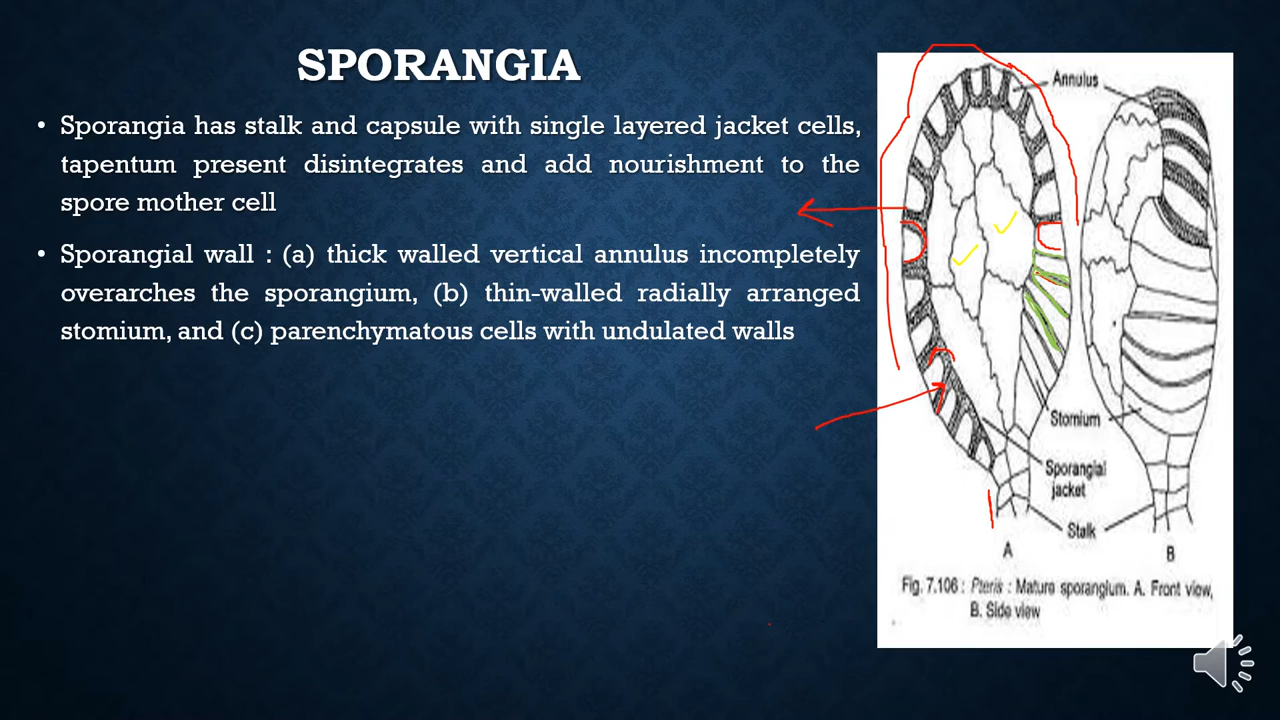 SPORANGIA
• Sporangia has stalk and capsule with single layered jacket cells,
tapentum present disintegrates and add nourishment to the
spore mother cell
• Sporangial wall : (a) thick walled vertical annulus incompletely
overarches the sporangium, (b) thin-walled radially arranged
stomium, and (c) parenchymatous cells with undulated walls
Annulus
Stomium
Sporangial
jacket
Stalk
A
B
Fig. 7.106 : Pteris : Mature sporangium. A. Front view,
B. Side view